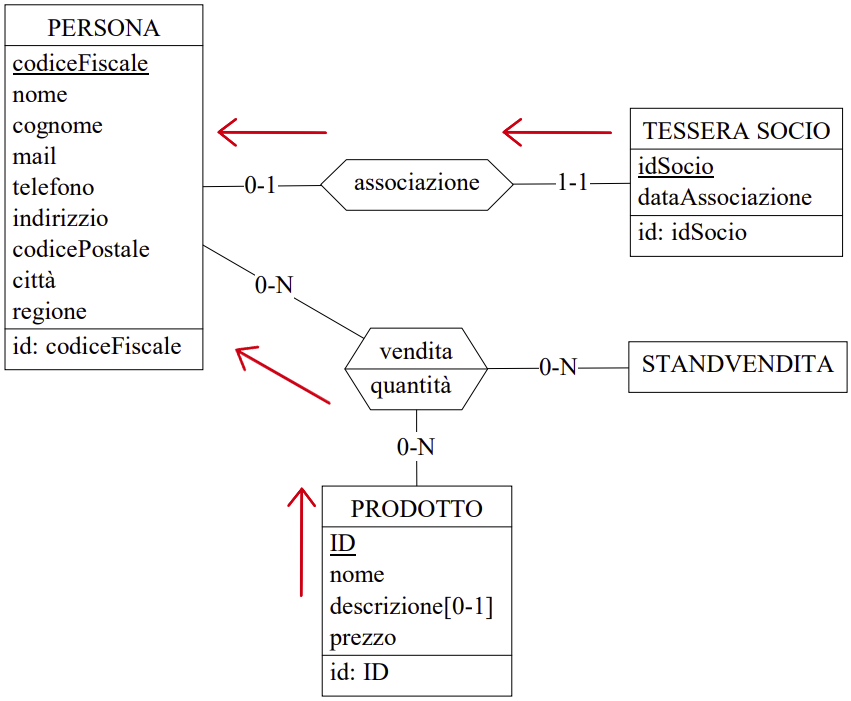 PERSONA
codiceFiscale
nome
cognome
mail
telefono
indirizzo
codicePostale
città
regione
id: codiceFiscale
0-1
associazione
1-1
TESSERA SOCIO
idSocio
dataAssociazione
id: idSocio
0-N
vendita
quantità
0-N
STANDVENDITA
0-N
PRODOTTO
ID
nome
descrizione[0-1]
prezzo
id: ID